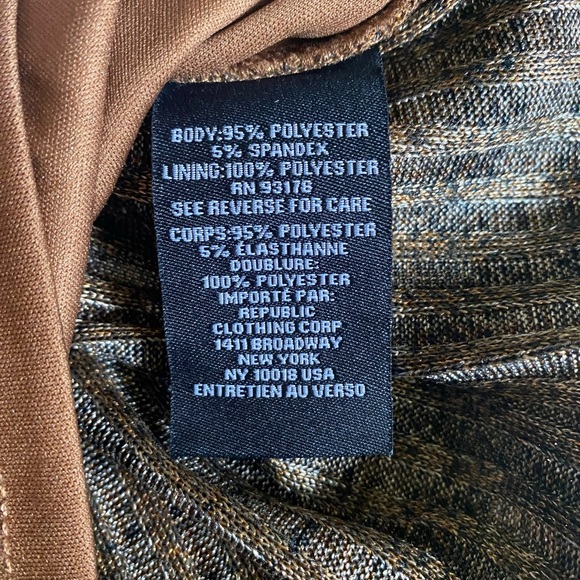 BODY:95% POLYESTER
5% SPANDEX
LINING:100% POLYESTER
RN 93178
SEE REVERSE FOR CARE
CORPS:95% POLYESTER
5% ÉLASTHANNE
DOUBLURE:
100% POLYESTER
IMPORTÉ PAR:
REPUBLIC
CLOTHING CORP
1411 BROADWAY
NEW YORK
NY 10018 USA
ENTRETIEN AU VERSO